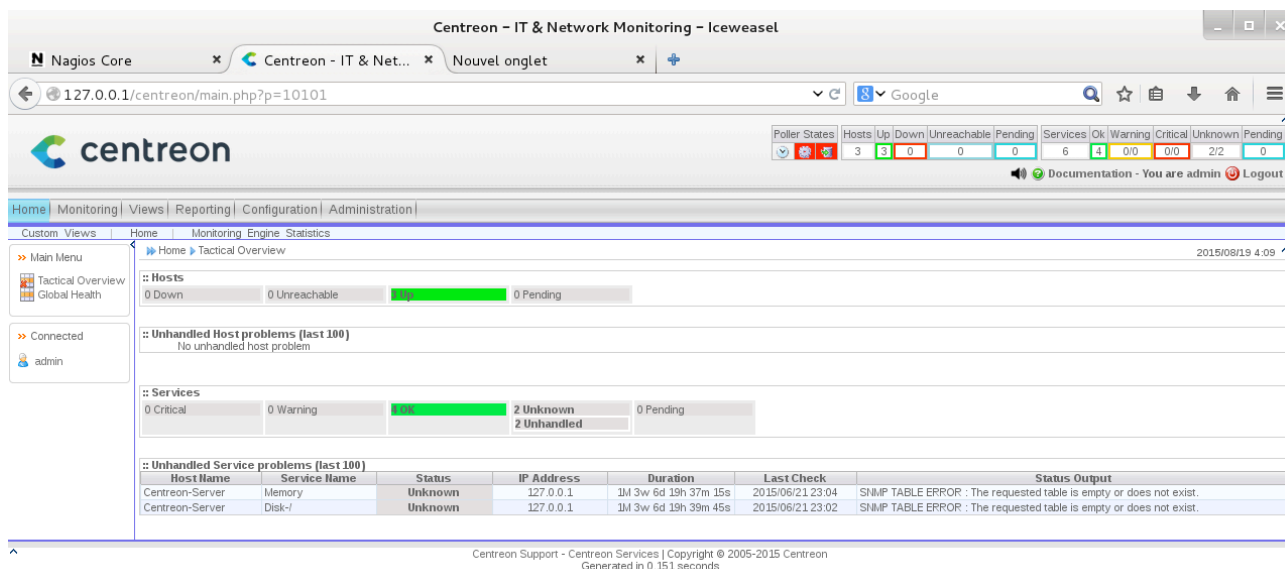 Centreon - IT & Network Monitoring - Iceweasel
N Nagios Core Centreon - IT & Net... Nouvel onglet
127.0.0.1/centreon/main.php?p=10101 8 Google
centreon
Poller States Hosts Up Down Unreachable Pending Services Ok Warning Critical Unknown Pending
3 3 0 0 0 6 4 0/0 0/0 2/2 0
Documentation - You are admin Logout
Home Monitoring Views Reporting Configuration Administration
Custom Views | Home | Monitoring Engine Statistics
Main Menu
Tactical Overview
Global Health
Connected
admin
Home Tactical Overview 2015/08/19 4:09
:: Hosts
0 Down 0 Unreachable 3 Up 0 Pending
:: Unhandled Host problems (last 100)
No unhandled host problem
:: Services
0 Critical 0 Warning 4 OK 2 Unknown 0 Pending
2 Unhandled
:: Unhandled Service problems (last 100)
Host Name Service Name Status IP Address Duration Last Check Status Output
Centreon-Server Memory Unknown 127.0.0.1 1M 3w 6d 19h 37m 15s 2015/06/21 23:04 SNMP TABLE ERROR : The requested table is empty or does not exist.
Centreon-Server Disk-/ Unknown 127.0.0.1 1M 3w 6d 19h 39m 45s 2015/06/21 23:02 SNMP TABLE ERROR : The requested table is empty or does not exist.
Centreon Support - Centreon Services | Copyright © 2005-2015 Centreon
Generated in 0.151 seconds